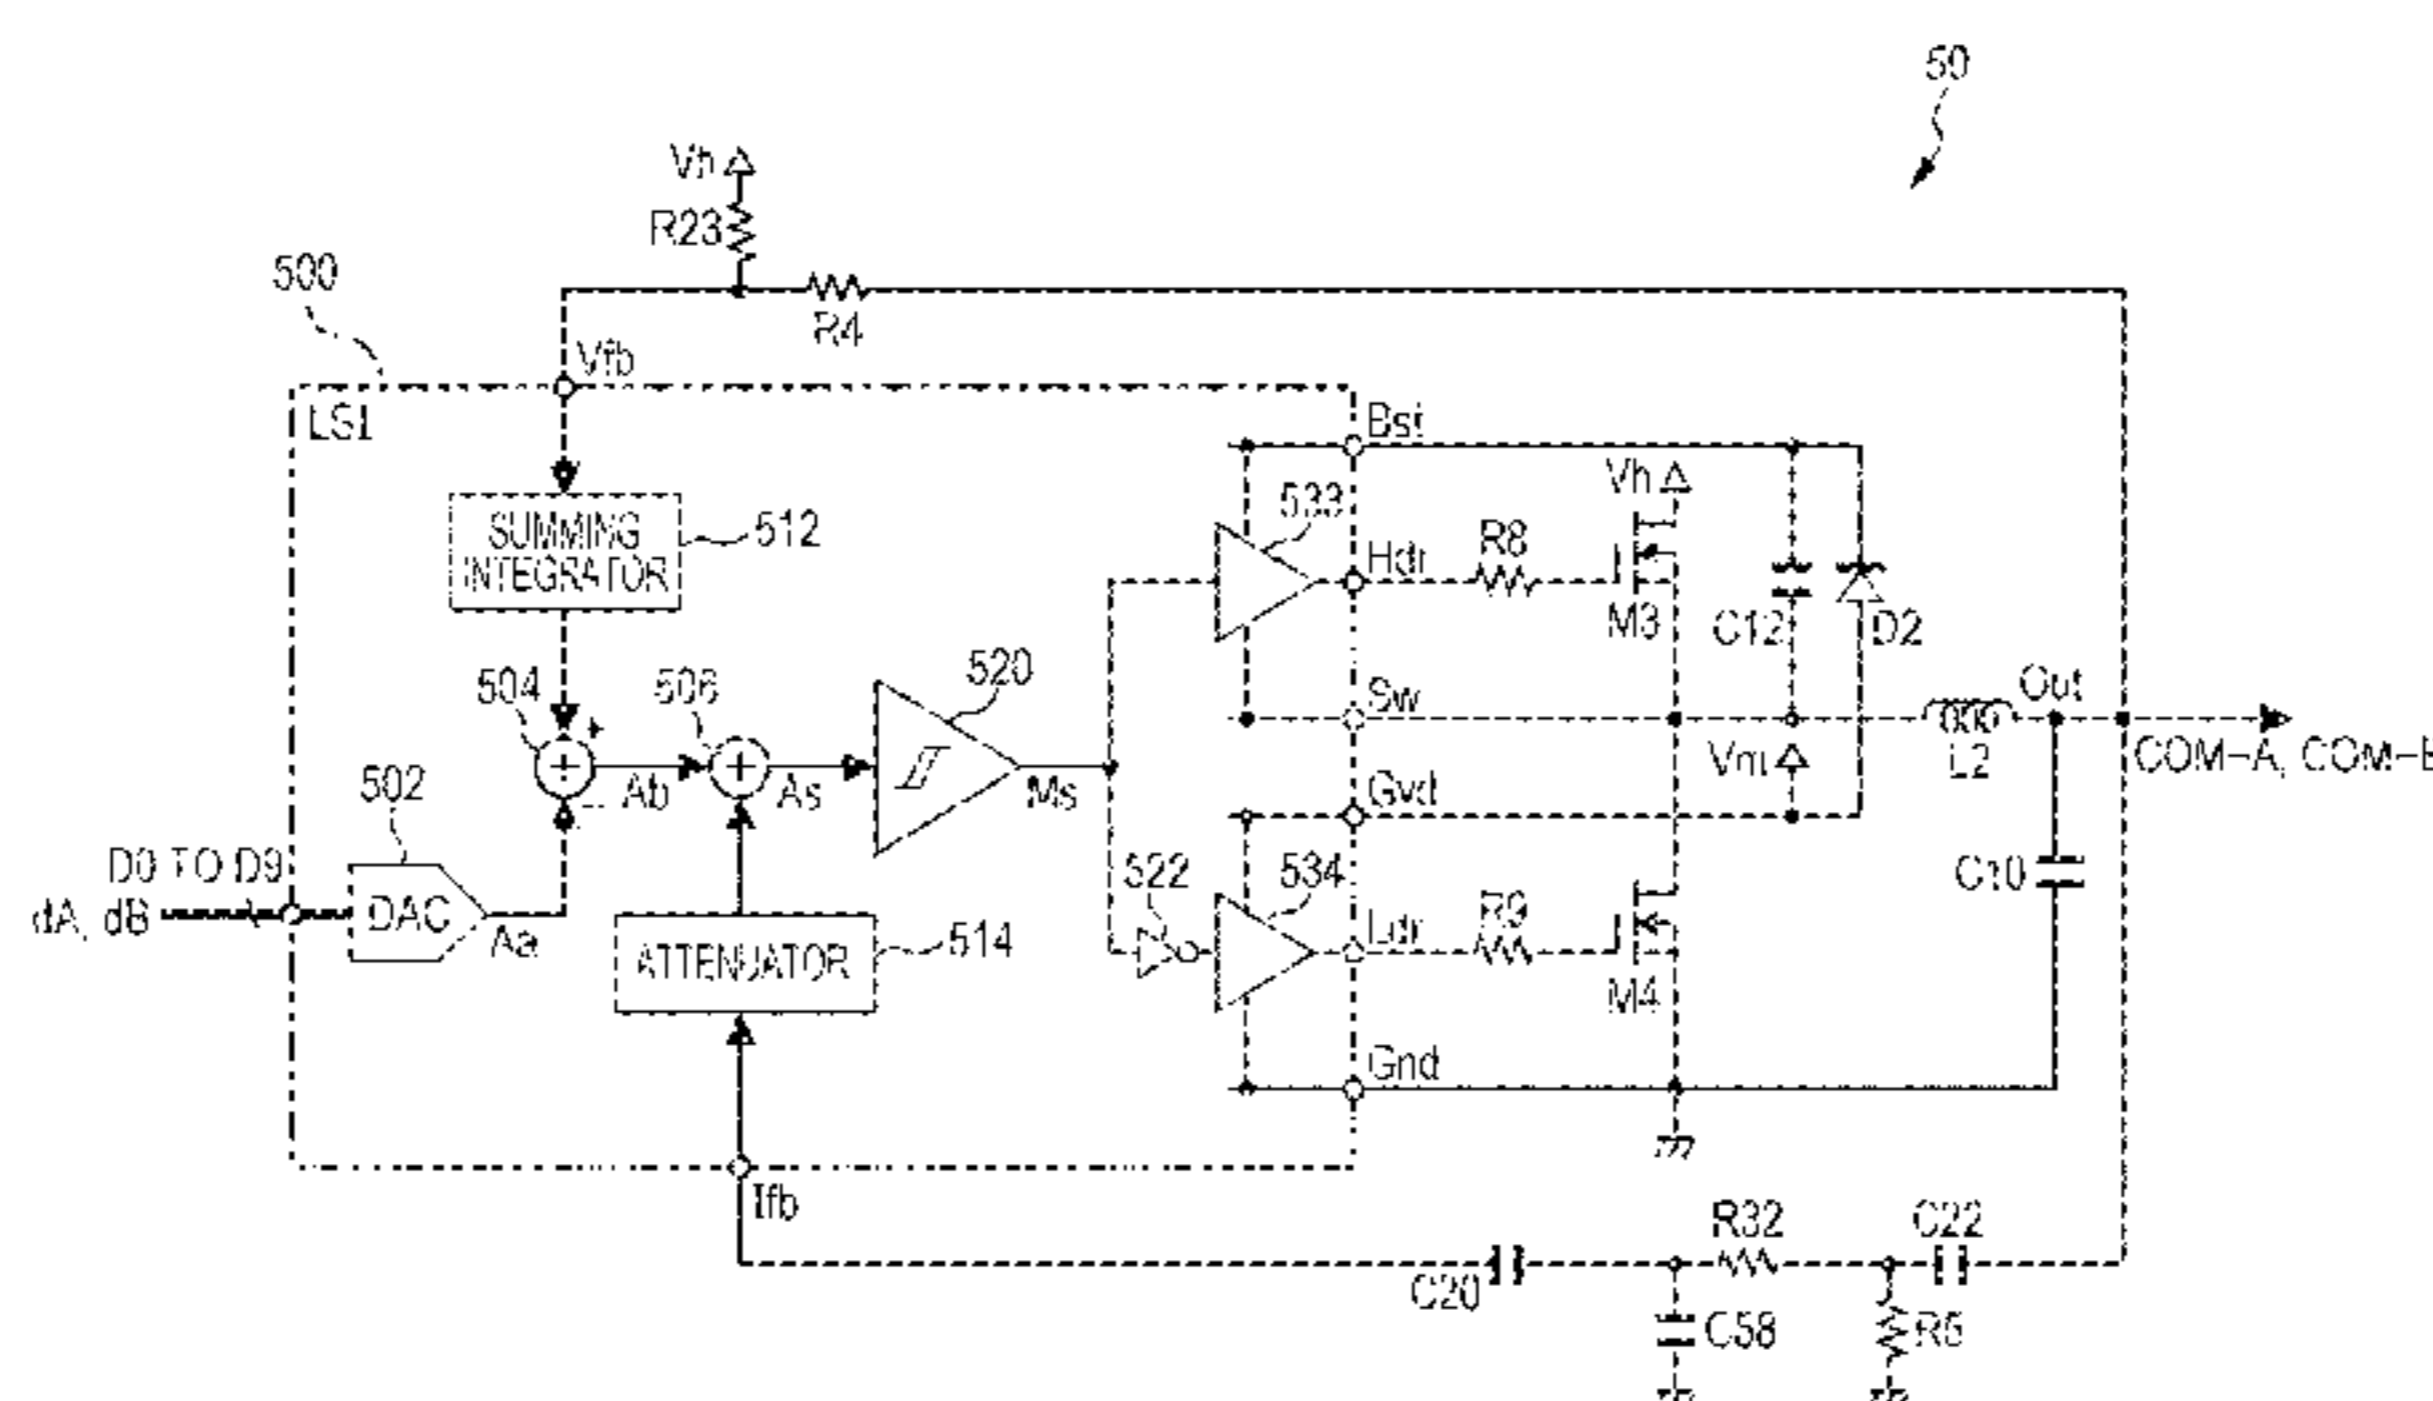 50
Vh
R23
500
R4
Vfb
LSI
Bst
Vh
533
SUMMING
INTEGRATOR
512
Hdr
R8
M3
C12
D2
504
+
506
520
Sw
Out
L2
COM-A, COM-B
Vm
502
−
Ab
As
Ms
Gvd
D0 TO D9
dA, dB
DAC
Aa
522
534
C10
ATTENUATOR
514
Ldr
R9
M4
Gnd
Ifb
R32
C22
C20
C58
R5